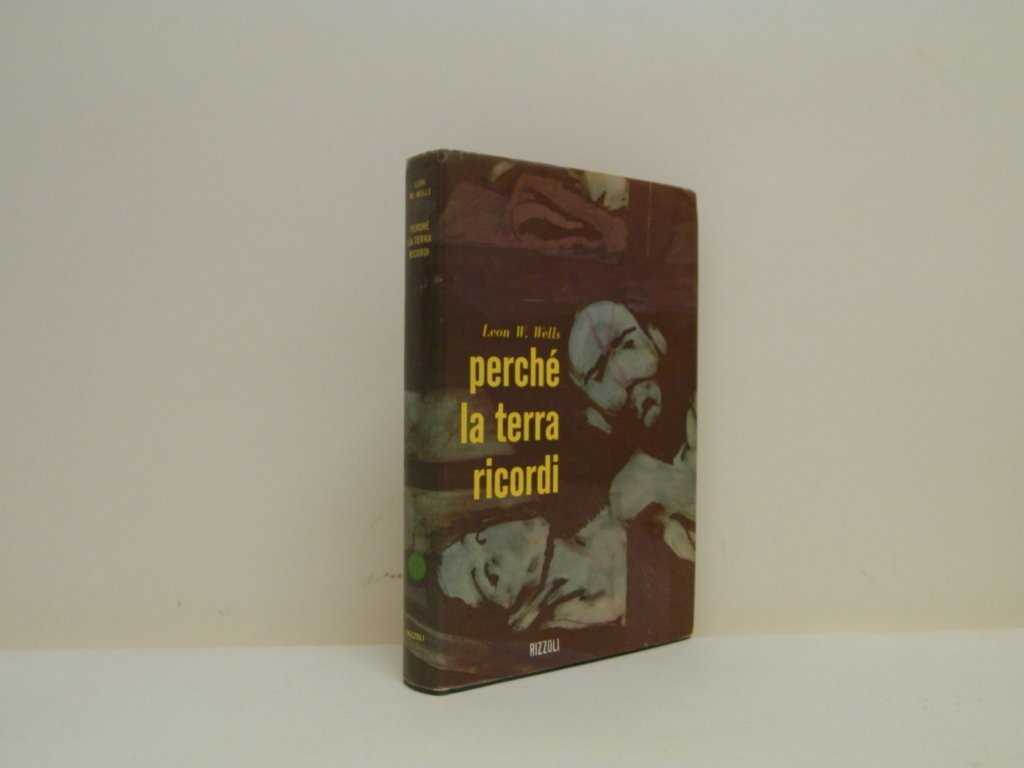 LEON
W. WELLS
PERCHÉ
LA TERRA
RICORDI
RIZZOLI
Leon W. Wells
perché
la terra
ricordi
RIZZOLI